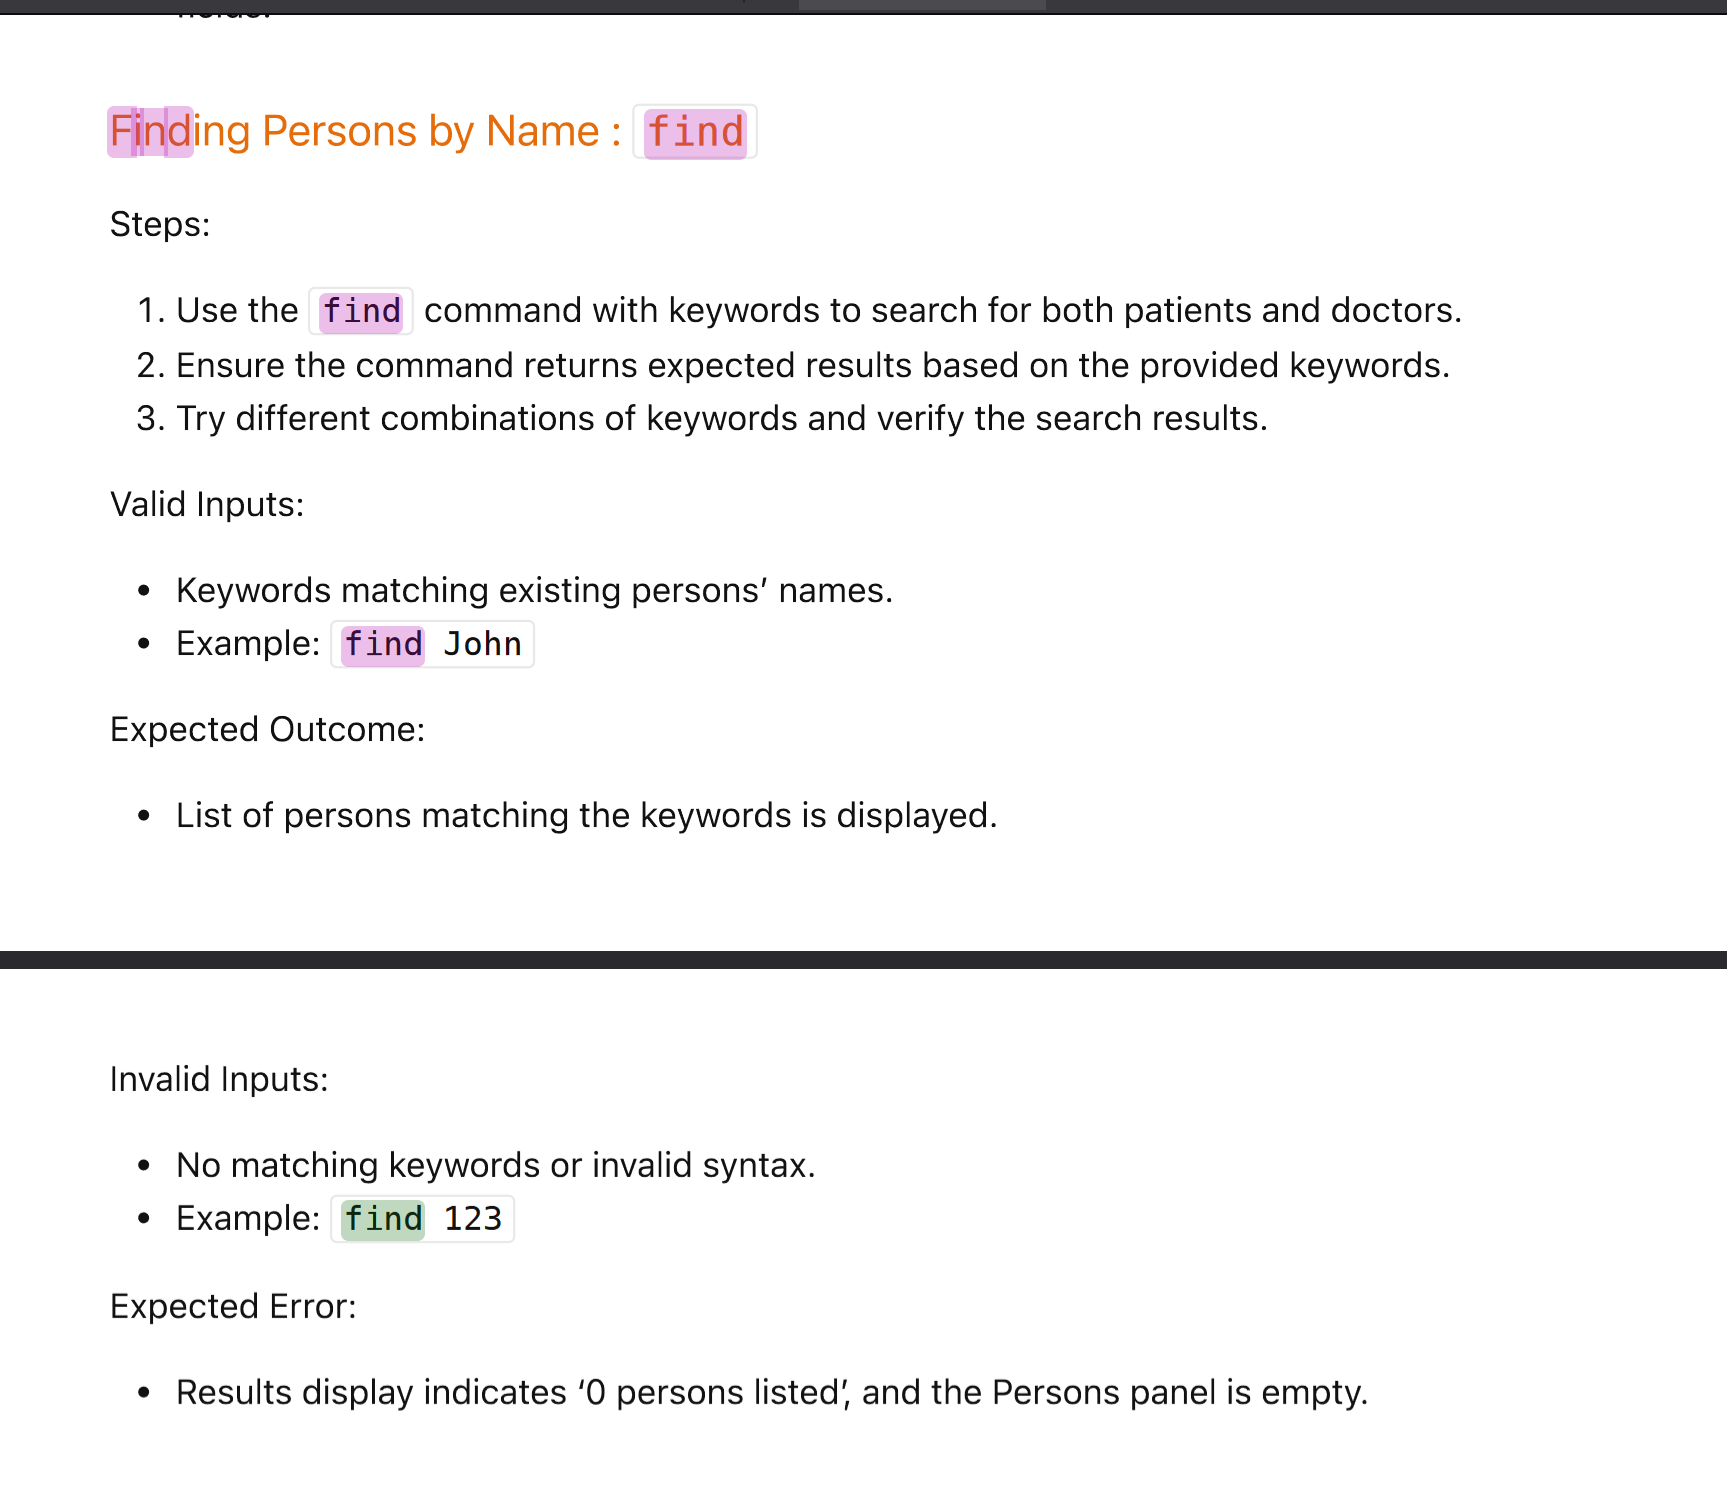 Finding Persons by Name : find
Steps:
1. Use the find command with keywords to search for both patients and doctors.
2. Ensure the command returns expected results based on the provided keywords.
3. Try different combinations of keywords and verify the search results.
Valid Inputs:
• Keywords matching existing persons’ names.
• Example: find John
Expected Outcome:
• List of persons matching the keywords is displayed.
Invalid Inputs:
• No matching keywords or invalid syntax.
• Example: find 123
Expected Error:
• Results display indicates ‘0 persons listed’, and the Persons panel is empty.